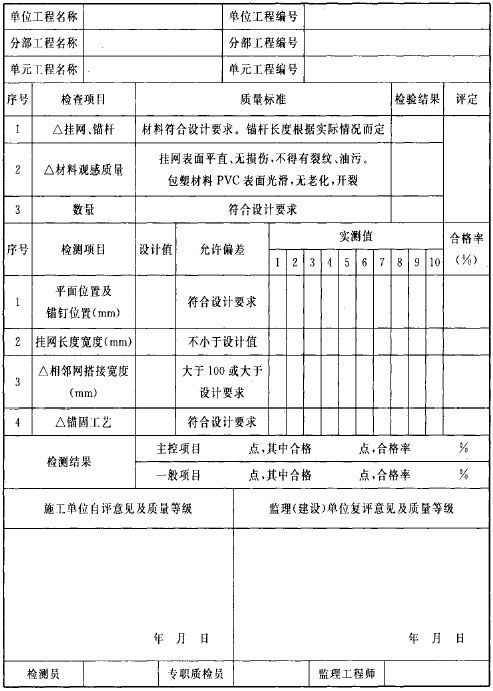 单位工程名称 单位工程编号
分部工程名称 分部工程编号
单元工程名称 单元工程编号
序号 检查项目 质量标准 检验结果 评定
1 △挂网、锚杆 材料符合设计要求。锚杆长度根据实际情况而定
2 △材料观感质量 挂网表面平直、无损伤,不得有裂纹、油污。
包塑材料 PVC 表面光滑,无老化,开裂
3 数量 符合设计要求
序号 检测项目 设计值 允许偏差 实测值 合格率
(%)
1 2 3 4 5 6 7 8 9 10
1 平面位置及
锚钉位置(mm) 符合设计要求
2 挂网长度宽度(mm) 不小于设计值
3 △相邻网搭接宽度
(mm) 大于 100 或大于
设计要求
4 △锚固工艺 符合设计要求
检测结果 主控项目 点,其中合格 点,合格率 %
一般项目 点,其中合格 点,合格率 %
施工单位自评意见及质量等级 监理(建设)单位复评意见及质量等级
年 月 日 年 月 日
检测员 专职质检员 监理工程师